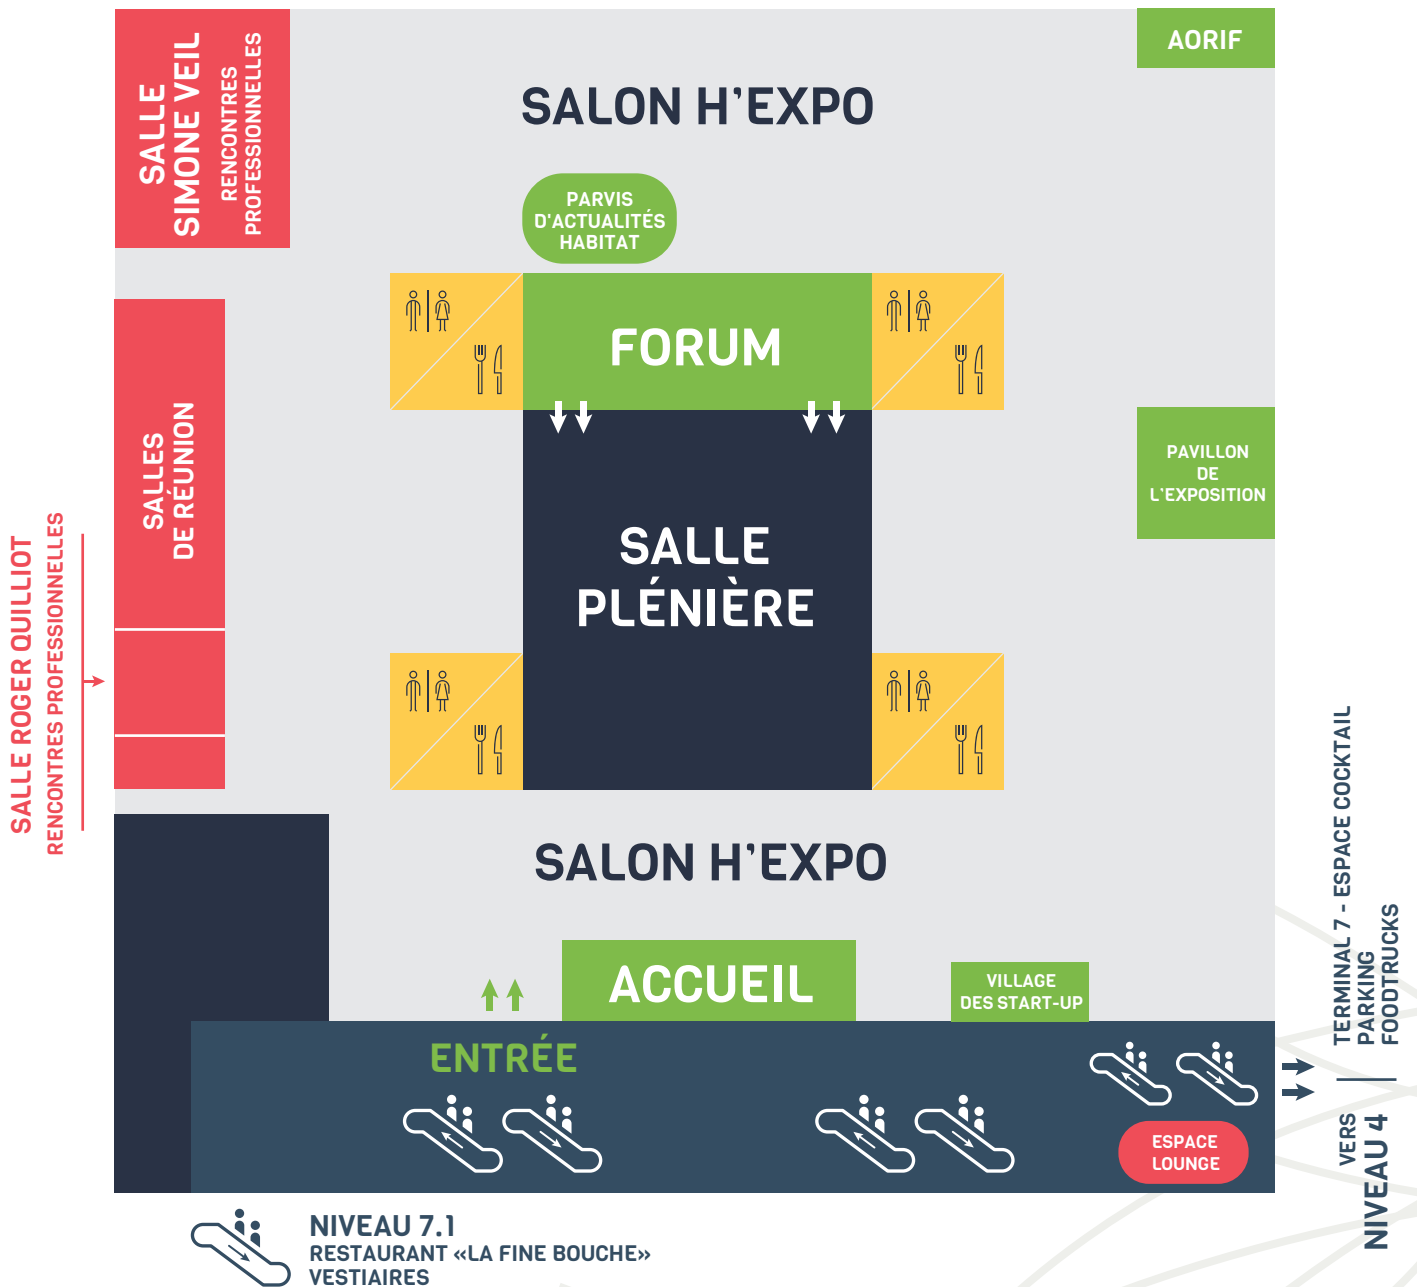 SALLE
SIMONE VEIL
RENCONTRES
PROFESSIONNELLES
SALON H'EXPO
AORIF
PARVIS
D'ACTUALITÉS
HABITAT
FORUM
SALLES
DE RÉUNION
PAVILLON
DE
L'EXPOSITION
SALLE
PLÉNIÈRE
SALLE ROGER QUILLIOT
RENCONTRES PROFESSIONNELLES
SALON H'EXPO
ACCUEIL
VILLAGE
DES START-UP
ENTRÉE
ESPACE
LOUNGE
TERMINAL 7 - ESPACE COCKTAIL
PARKING
FOODTRUCKS
VERS
NIVEAU 4
NIVEAU 7.1
RESTAURANT «LA FINE BOUCHE»
VESTIAIRES